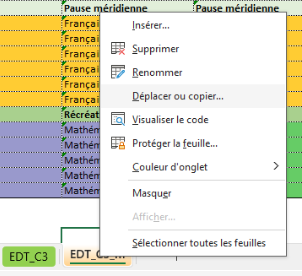 Pause méridienne Pause méridienne
Françai
Françai
Françai
Françai
Françai
Françai
Récréat
Mathém
Mathém
Mathém
Mathém
Mathém
Insérer...
Supprimer
Renommer
Déplacer ou copier...
Visualiser le code
Protéger la feuille...
Couleur d'onglet
Masquer
Afficher...
Sélectionner toutes les feuilles
EDT_C3